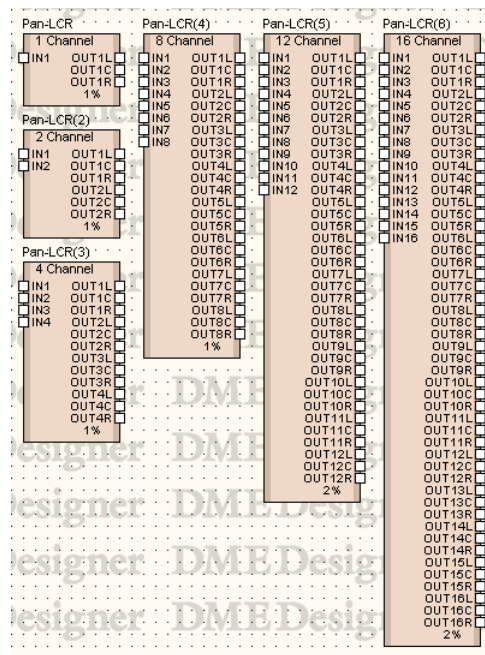 Pan-LCR
1 Channel
IN1 OUT1L
OUT1C
OUT1R
1%
Pan-LCR(2)
2 Channel
IN1 OUT1L
IN2 OUT1C
OUT1R
OUT2L
OUT2C
OUT2R
1%
Pan-LCR(3)
4 Channel
IN1 OUT1L
IN2 OUT1C
IN3 OUT1R
IN4 OUT2L
OUT2C
OUT2R
OUT3L
OUT3C
OUT3R
OUT4L
OUT4C
OUT4R
1%
Pan-LCR(4)
8 Channel
IN1 OUT1L
IN2 OUT1C
IN3 OUT1R
IN4 OUT2L
IN5 OUT2C
IN6 OUT2R
IN7 OUT3L
IN8 OUT3C
OUT3R
OUT4L
OUT4C
OUT4R
OUT5L
OUT5C
OUT5R
OUT6L
OUT6C
OUT6R
OUT7L
OUT7C
OUT7R
OUT8L
OUT8C
OUT8R
1%
Pan-LCR(5)
12 Channel
IN1 OUT1L
IN2 OUT1C
IN3 OUT1R
IN4 OUT2L
IN5 OUT2C
IN6 OUT2R
IN7 OUT3L
IN8 OUT3C
IN9 OUT3R
IN10 OUT4L
IN11 OUT4C
IN12 OUT4R
OUT5L
OUT5C
OUT5R
OUT6L
OUT6C
OUT6R
OUT7L
OUT7C
OUT7R
OUT8L
OUT8C
OUT8R
OUT9L
OUT9C
OUT9R
OUT10L
OUT10C
OUT10R
OUT11L
OUT11C
OUT11R
OUT12L
OUT12C
OUT12R
2%
Pan-LCR(6)
16 Channel
IN1 OUT1L
IN2 OUT1C
IN3 OUT1R
IN4 OUT2L
IN5 OUT2C
IN6 OUT2R
IN7 OUT3L
IN8 OUT3C
IN9 OUT3R
IN10 OUT4L
IN11 OUT4C
IN12 OUT4R
IN13 OUT5L
IN14 OUT5C
IN15 OUT5R
IN16 OUT6L
OUT6C
OUT6R
OUT7L
OUT7C
OUT7R
OUT8L
OUT8C
OUT8R
OUT9L
OUT9C
OUT9R
OUT10L
OUT10C
OUT10R
OUT11L
OUT11C
OUT11R
OUT12L
OUT12C
OUT12R
OUT13L
OUT13C
OUT13R
OUT14L
OUT14C
OUT14R
OUT15L
OUT15C
OUT15R
OUT16L
OUT16C
OUT16R
2%
DME Designer